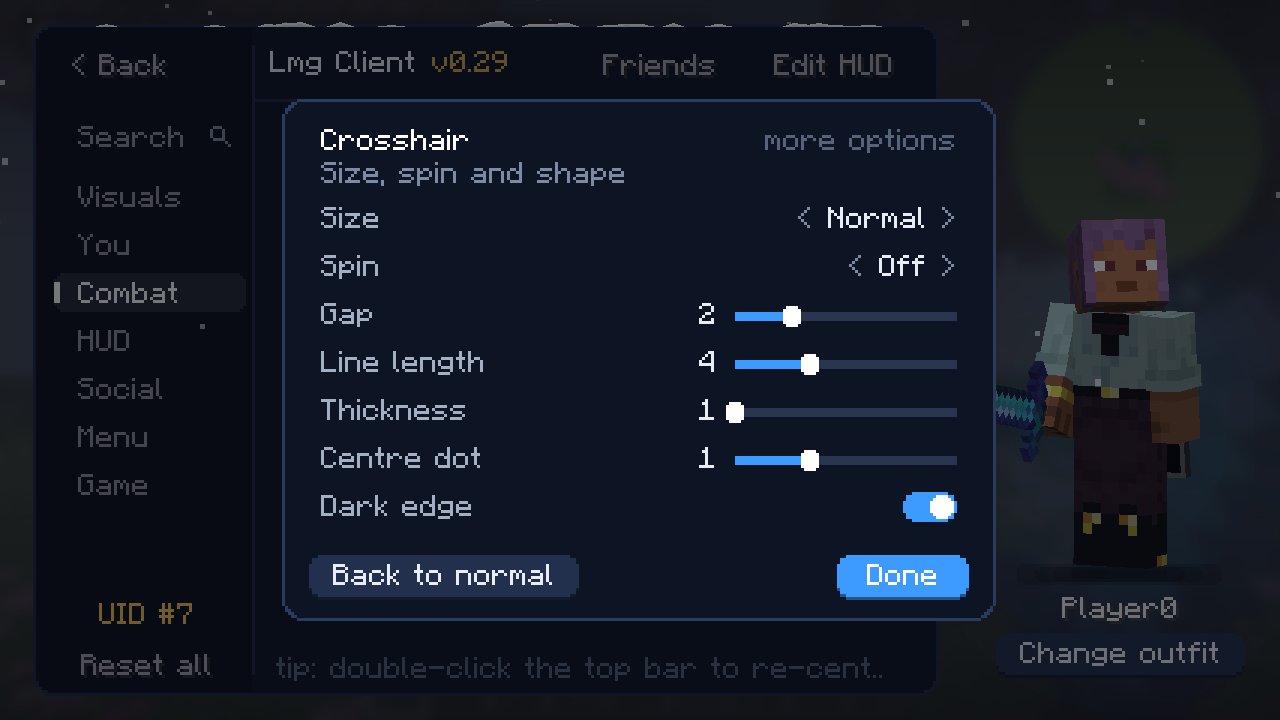 < Back
Lmg Client v0.29
Friends
Edit HUD
Search
Visuals
You
Combat
HUD
Social
Menu
Game
UID #7
Reset all
Crosshair
more options
Size, spin and shape
Size
< Normal >
Spin
< Off >
Gap
2
Line length
4
Thickness
1
Centre dot
1
Dark edge
Back to normal
Done
tip: double-click the top bar to re-cent..
Player0
Change outfit